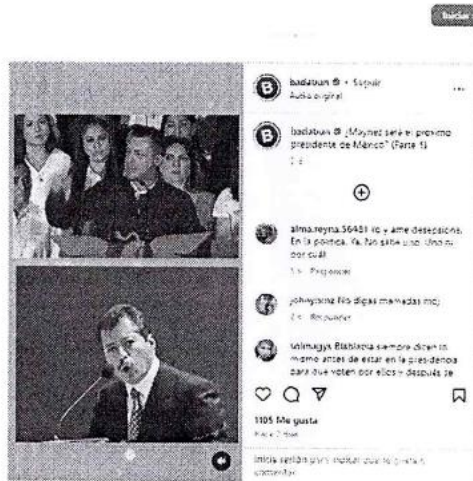 Iniciar
badabun • Seguir
Audio original
badabun ¿Maynez será el próximo
presidente de México? (Parte 1)
alma.reyna.56481 Yo y ame desepsione.
En la politica. Ya. No sabe uno. Uno ni
por cuál
Responder
No digas mamadas
Responder
Blablabla siempre dicen lo
mismo antes de estar en la presidencia
para que voten por ellos y después se
1105 Me gusta
Inicia sesión para indicar que te gusta o
comentar.